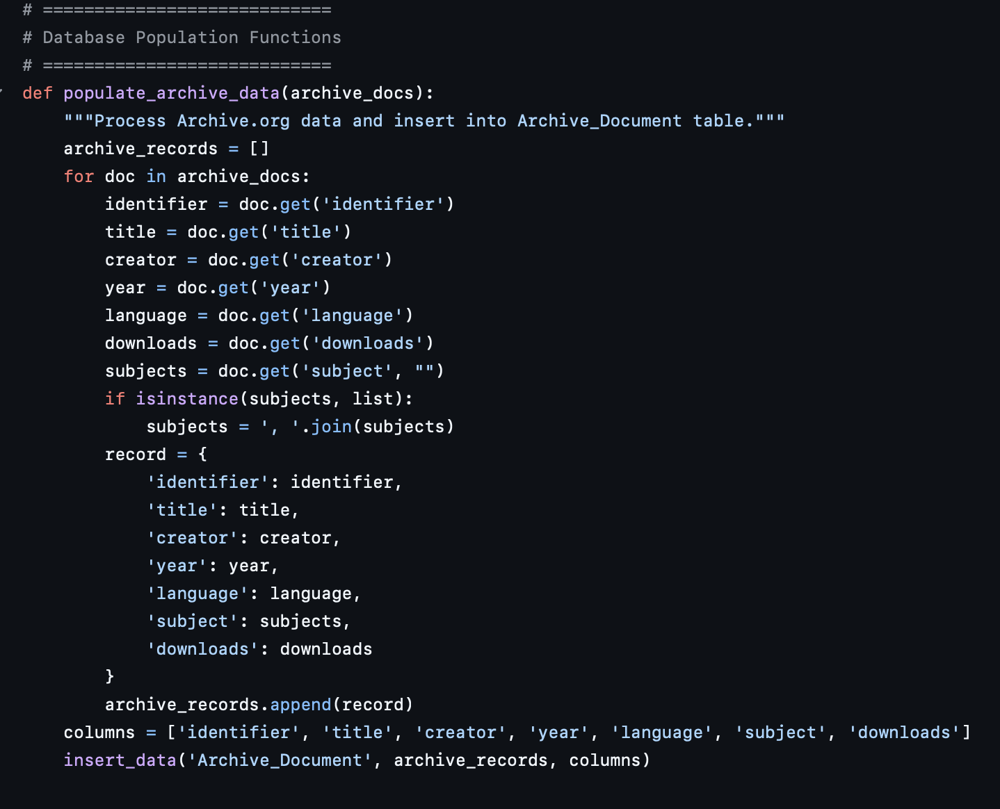 # ============================
# Database Population Functions
# ============================
def populate_archive_data(archive_docs):
    """Process Archive.org data and insert into Archive_Document table."""
    archive_records = []
    for doc in archive_docs:
        identifier = doc.get('identifier')
        title = doc.get('title')
        creator = doc.get('creator')
        year = doc.get('year')
        language = doc.get('language')
        downloads = doc.get('downloads')
        subjects = doc.get('subject', "")
        if isinstance(subjects, list):
            subjects = ', '.join(subjects)
        record = {
            'identifier': identifier,
            'title': title,
            'creator': creator,
            'year': year,
            'language': language,
            'subject': subjects,
            'downloads': downloads
        }
        archive_records.append(record)
    columns = ['identifier', 'title', 'creator', 'year', 'language', 'subject', 'downloads']
    insert_data('Archive_Document', archive_records, columns)